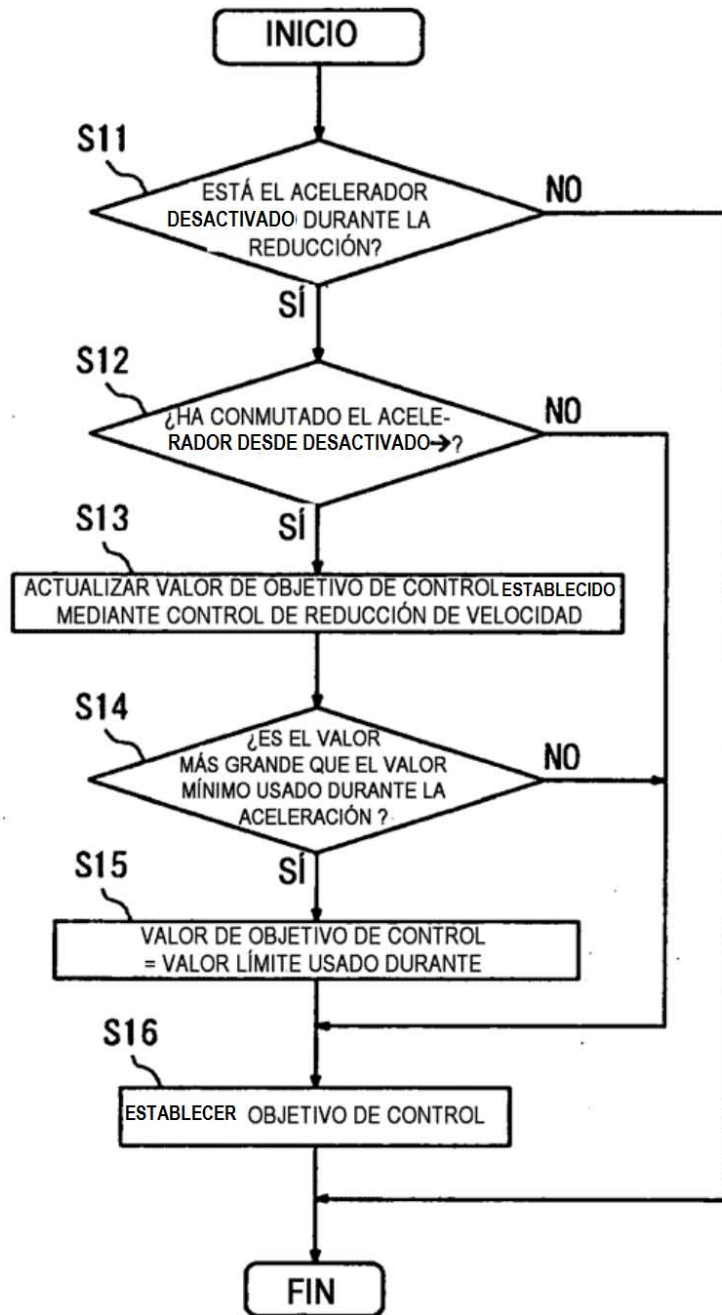 INICIO
S11
ESTÁ EL ACELERADOR
DESACTIVADO DURANTE LA
REDUCCIÓN?
NO
SÍ
S12
¿HA CONMUTADO EL ACELE-
RADOR DESDE DESACTIVADO→?
NO
SÍ
S13
ACTUALIZAR VALOR DE OBJETIVO DE CONTROL ESTABLECIDO
MEDIANTE CONTROL DE REDUCCIÓN DE VELOCIDAD
S14
¿ES EL VALOR
MÁS GRANDE QUE EL VALOR
MÍNIMO USADO DURANTE LA
ACELERACIÓN ?
NO
SÍ
S15
VALOR DE OBJETIVO DE CONTROL
= VALOR LÍMITE USADO DURANTE
S16
ESTABLECER OBJETIVO DE CONTROL
FIN